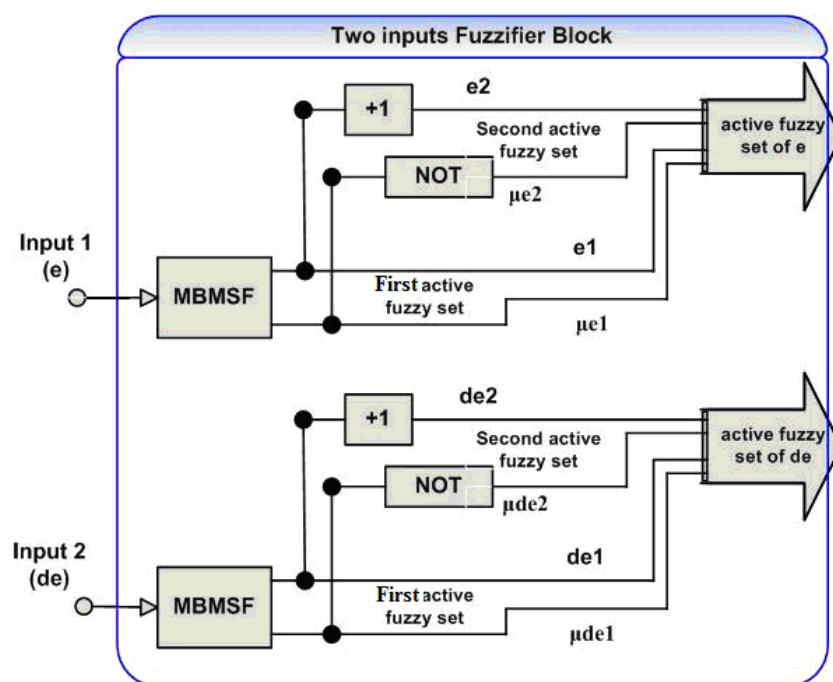 Two inputs Fuzzifier Block
e2
+1
Second active
fuzzy set
active fuzzy
set of e
NOT
μe2
Input 1
(e)
e1
MBMSF
First active
fuzzy set
μe1
de2
+1
Second active
fuzzy set
active fuzzy
set of de
NOT
μde2
Input 2
(de)
de1
MBMSF
First active
fuzzy set
μde1